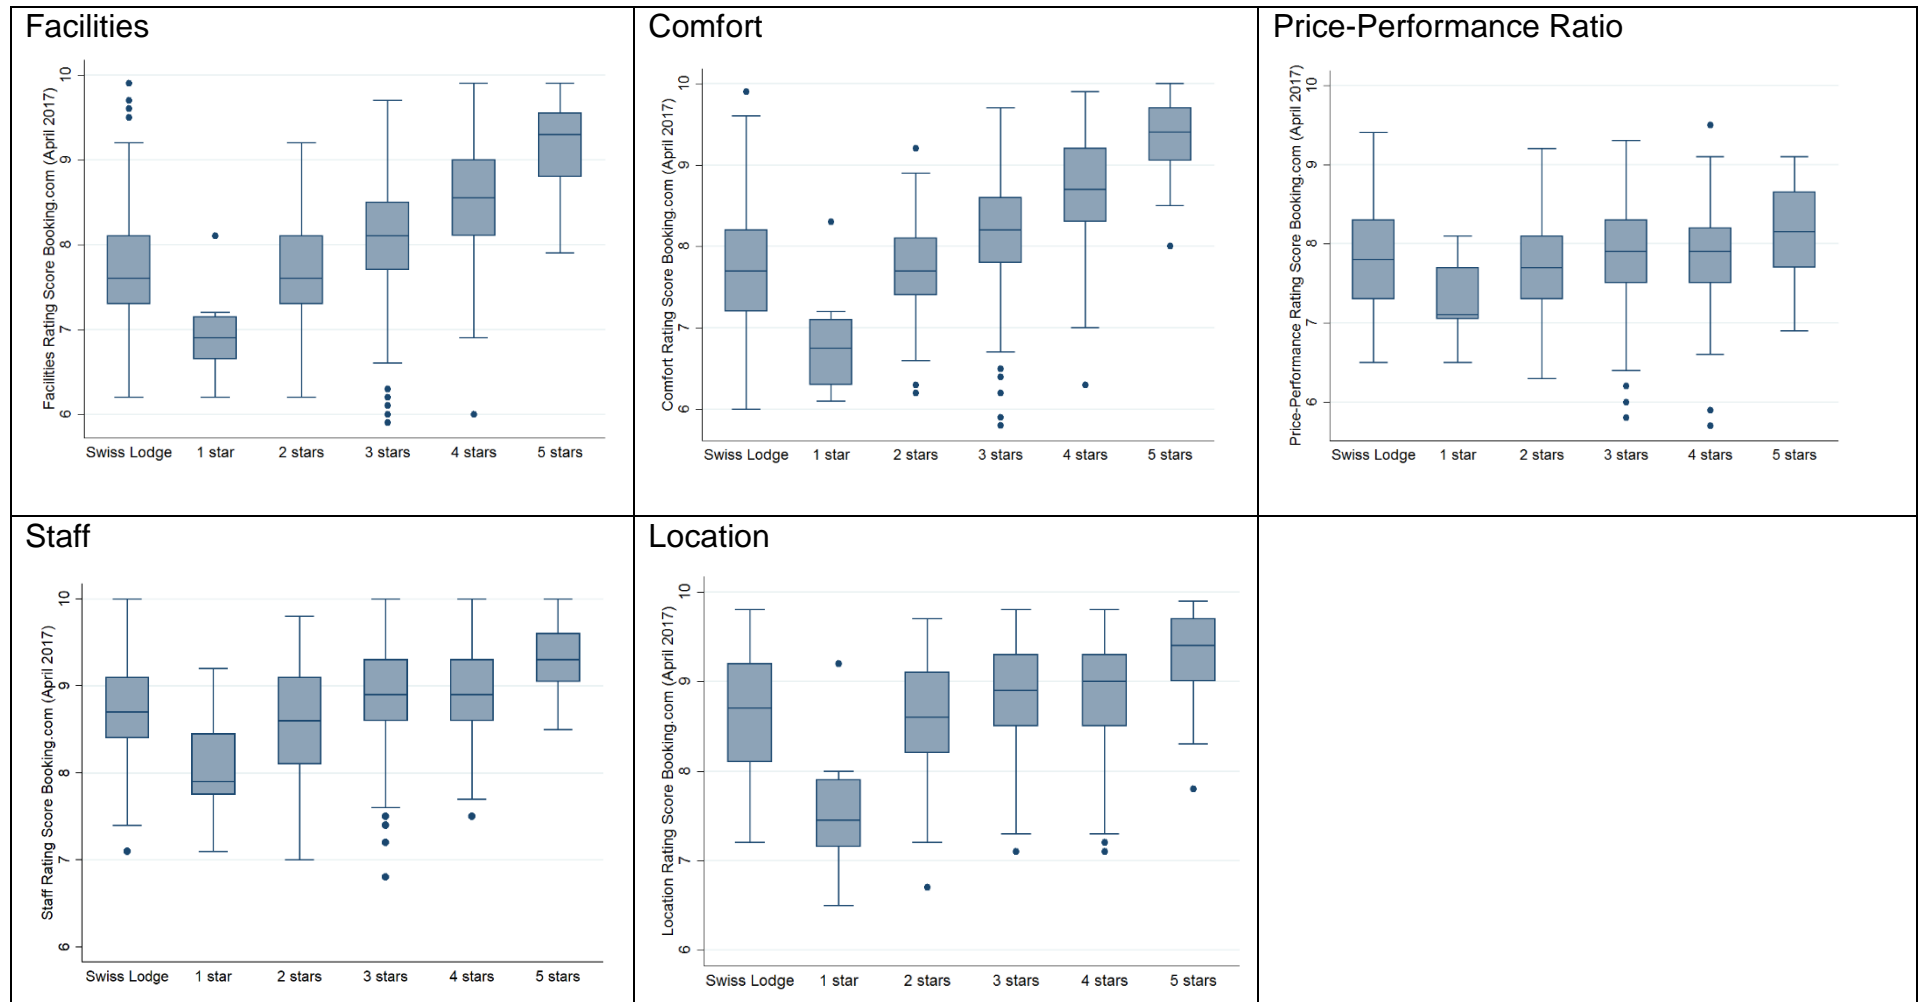 Facilities
Facilities Rating Score Booking.com (April 2017)
10
9
8
7
6
Swiss Lodge 1 star 2 stars 3 stars 4 stars 5 stars
Comfort
Comfort Rating Score Booking.com (April 2017)
10
9
8
7
6
Swiss Lodge 1 star 2 stars 3 stars 4 stars 5 stars
Price-Performance Ratio
Price-Performance Rating Score Booking.com (April 2017)
10
9
8
7
6
Swiss Lodge 1 star 2 stars 3 stars 4 stars 5 stars
Staff
Staff Rating Score Booking.com (April 2017)
10
9
8
7
6
Swiss Lodge 1 star 2 stars 3 stars 4 stars 5 stars
Location
Location Rating Score Booking.com (April 2017)
10
9
8
7
6
Swiss Lodge 1 star 2 stars 3 stars 4 stars 5 stars